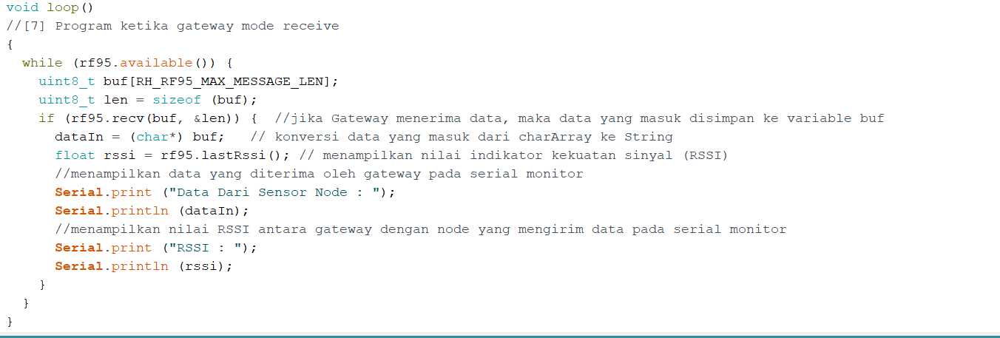 void loop()
//[7] Program ketika gateway mode receive
{
  while (rf95.available()) {
    uint8_t buf[RH_RF95_MAX_MESSAGE_LEN];
    uint8_t len = sizeof (buf);
    if (rf95.recv(buf, &len)) {  //jika Gateway menerima data, maka data yang masuk disimpan ke variable buf
      dataIn = (char*) buf;   // konversi data yang masuk dari charArray ke String
      float rssi = rf95.lastRssi(); // menampilkan nilai indikator kekuatan sinyal (RSSI)
      //menampilkan data yang diterima oleh gateway pada serial monitor
      Serial.print ("Data Dari Sensor Node : ");
      Serial.println (dataIn);
      //menampilkan nilai RSSI antara gateway dengan node yang mengirim data pada serial monitor
      Serial.print ("RSSI : ");
      Serial.println (rssi);
    }
  }
}